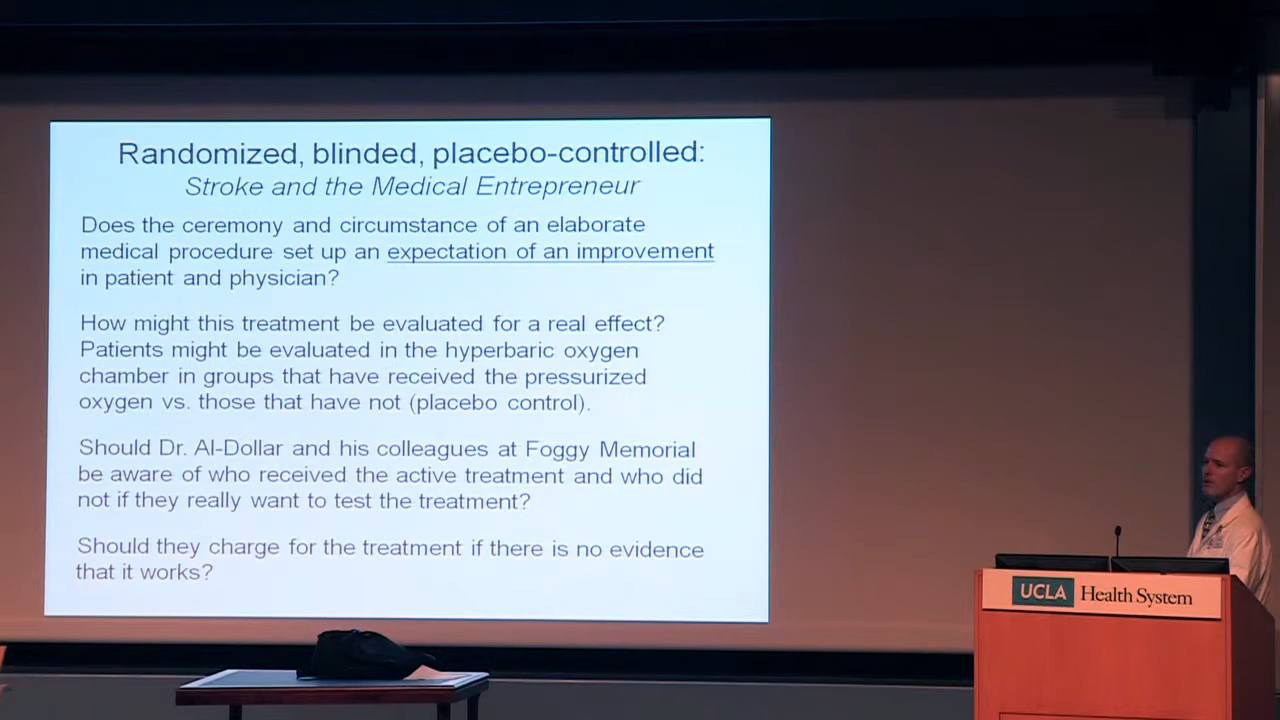 Randomized, blinded, placebo-controlled:
Stroke and the Medical Entrepreneur
Does the ceremony and circumstance of an elaborate
medical procedure set up an expectation of an improvement
in patient and physician?
How might this treatment be evaluated for a real effect?
Patients might be evaluated in the hyperbaric oxygen
chamber in groups that have received the pressurized
oxygen vs. those that have not (placebo control).
Should Dr. Al-Dollar and his colleagues at Foggy Memorial
be aware of who received the active treatment and who did
not if they really want to test the treatment?
Should they charge for the treatment if there is no evidence
that it works?
UCLA Health System